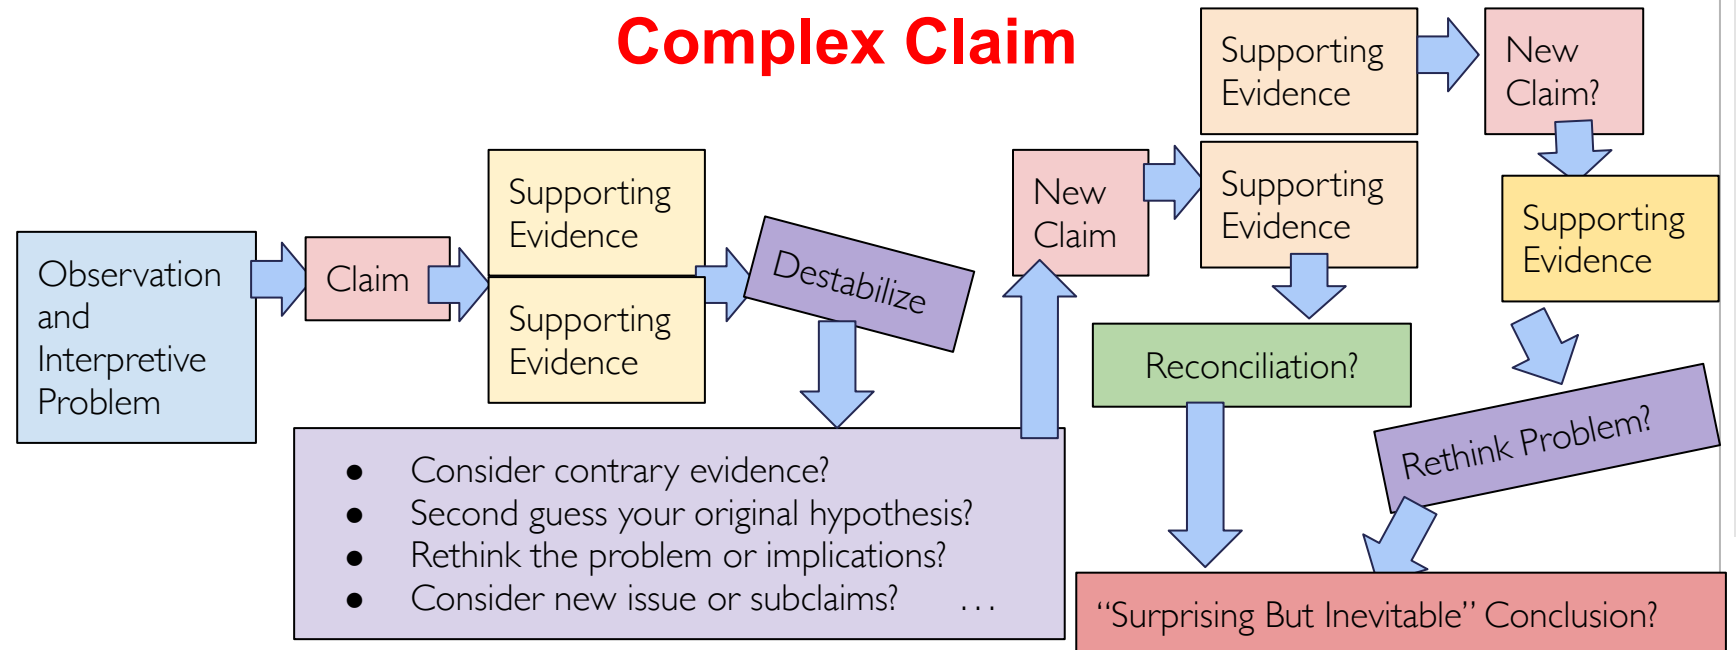 Complex Claim
Observation
and
Interpretive
Problem
Claim
Supporting
Evidence
Supporting
Evidence
Destabilize
● Consider contrary evidence?
● Second guess your original hypothesis?
● Rethink the problem or implications?
● Consider new issue or subclaims? ...
New
Claim
Supporting
Evidence
Supporting
Evidence
New
Claim?
Supporting
Evidence
Reconciliation?
Rethink Problem?
“Surprising But Inevitable” Conclusion?